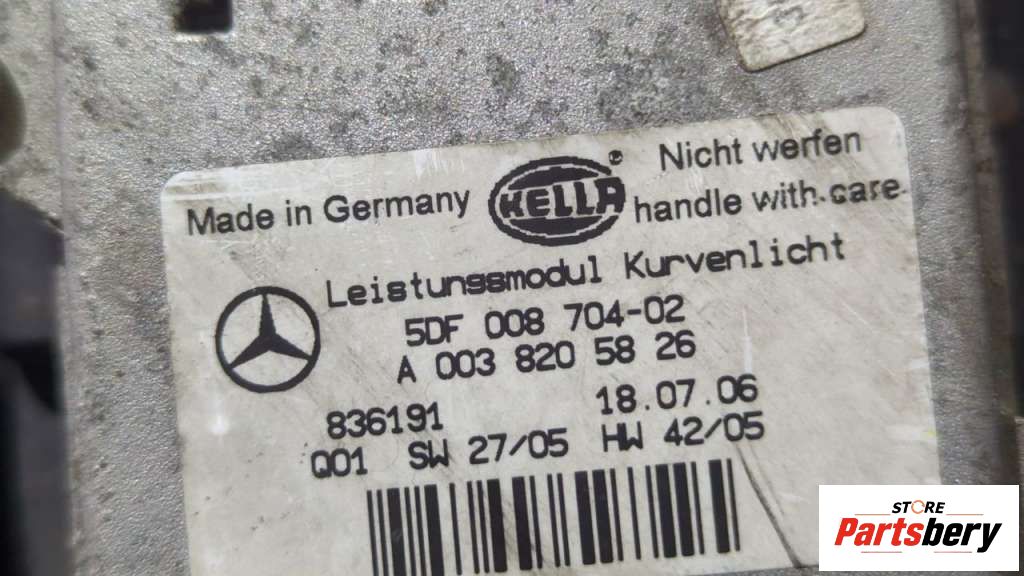 Made in Germany
HELLA
®
Nicht werfen
handle with care
Leistungsmodul Kurvenlicht
5DF 008 704-02
A 003 820 58 26
836191
18.07.06
Q01 SW 27/05 HW 42/05
STORE
Partsbery